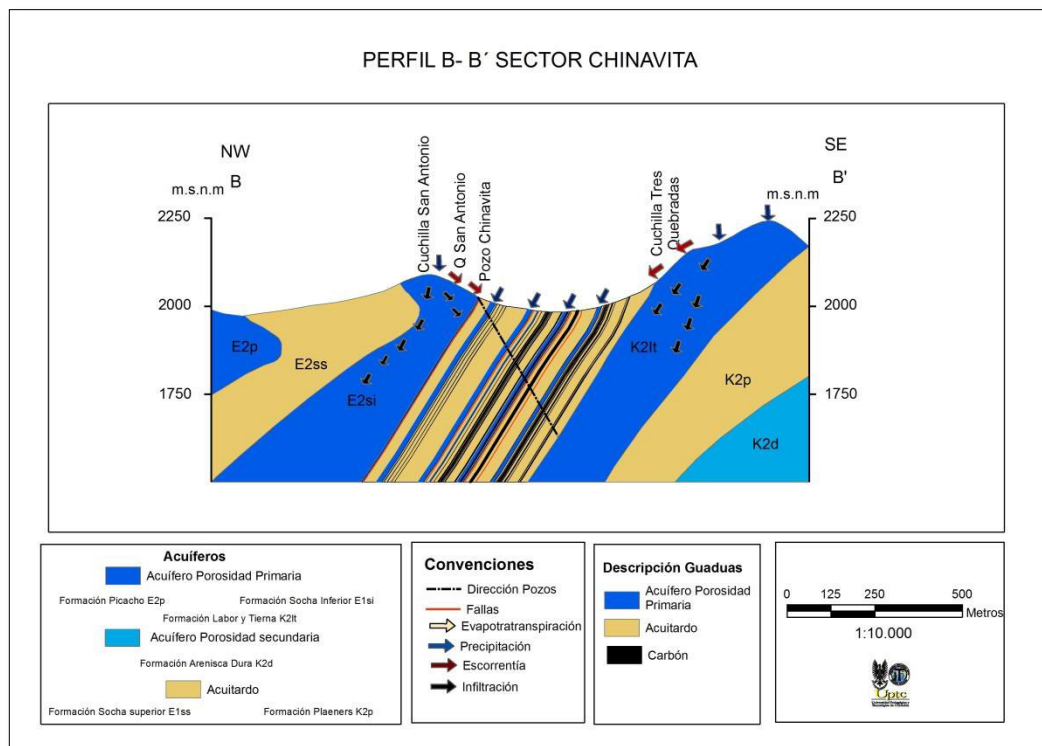 PERFIL B- B´ SECTOR CHINAVITA
NW
B
m.s.n.m
2250
2000
1750
Cuchilla San Antonio
Q San Antonio
Pozo Chinavita
Cuchilla Tres
Quebradas
SE
B'
m.s.n.m
2250
2000
1750
E2p
E2ss
E2si
K2lt
K2p
K2d
Acuíferos
Acuífero Porosidad Primaria
Formación Picacho E2p
Formación Socha Inferior E1si
Formación Labor y Tierna K2lt
Acuífero Porosidad secundaria
Formación Arenisca Dura K2d
Acuitardo
Formación Socha superior E1ss
Formación Plaeners K2p
Convenciones
Dirección Pozos
Fallas
Evapotratranspiración
Precipitación
Escorrentía
Infiltración
Descripción Guaduas
Acuífero Porosidad
Primaria
Acuitardo
Carbón
0 125 250 500
Metros
1:10.000
Uptc